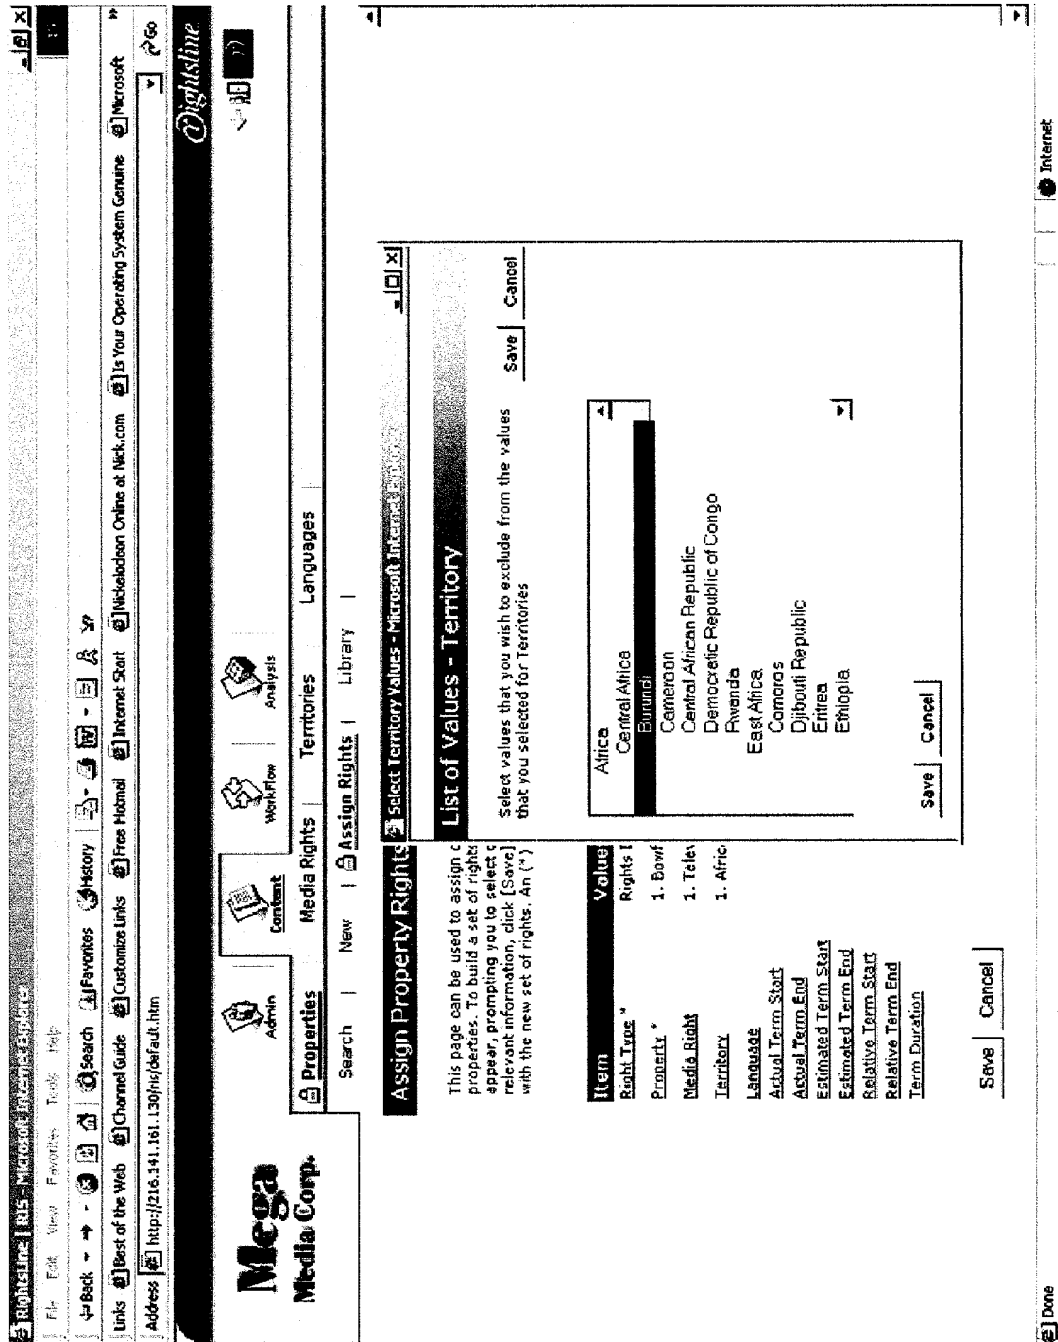 RightsLine | RIS - Microsoft Internet Explorer
File Edit View Favorites Tools Help
Back Search Favorites History
Links Best of the Web Channel Guide Customize Links Free Hotmail Internet Start Nickelodeon Online at Nick.com Is Your Operating System Genuine Microsoft »
Address http://216.141.161.130/ris/default.htm Go
Rightsline
Mega
Media Corp.
Admin Content WorkFlow Analysis
Properties Media Rights Territories Languages
Search | New | Assign Rights | Library |
Assign Property Rights
This page can be used to assign c
properties. To build a set of rights
appear, prompting you to select c
relevant information, click [Save]
with the new set of rights. An (*)
Item Value
Right Type * Rights I
Property * 1. Bowf
Media Right 1. Telev
Territory 1. Afric
Language
Actual Term Start
Actual Term End
Estimated Term Start
Estimated Term End
Relative Term Start
Relative Term End
Term Duration
Save Cancel
Select Territory Values - Microsoft Internet Explorer
List of Values - Territory
Select values that you wish to exclude from the values
that you selected for Territories
Save Cancel
Africa
Central Africa
Burundi
Cameroon
Central African Republic
Democratic Republic of Congo
Rwanda
East Africa
Comoros
Djibouti Republic
Eritrea
Ethiopia
Save Cancel
Done Internet